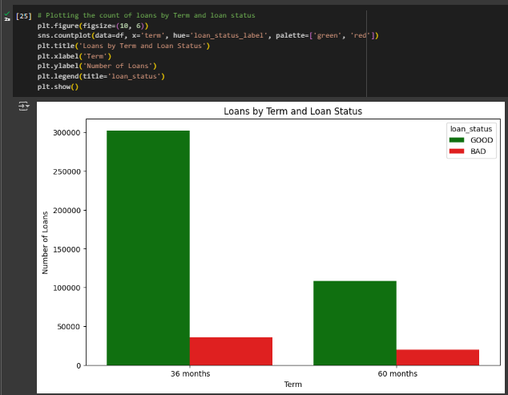 [25] # Plotting the count of loans by Term and loan status
plt.figure(figsize=(10, 6))
sns.countplot(data=df, x='term', hue='loan_status_label', palette=['green', 'red'])
plt.title('Loans by Term and Loan Status')
plt.xlabel('Term')
plt.ylabel('Number of Loans')
plt.legend(title='loan_status')
plt.show()
Loans by Term and Loan Status
loan_status
GOOD
BAD
300000
250000
200000
150000
100000
50000
0
Number of Loans
36 months
60 months
Term